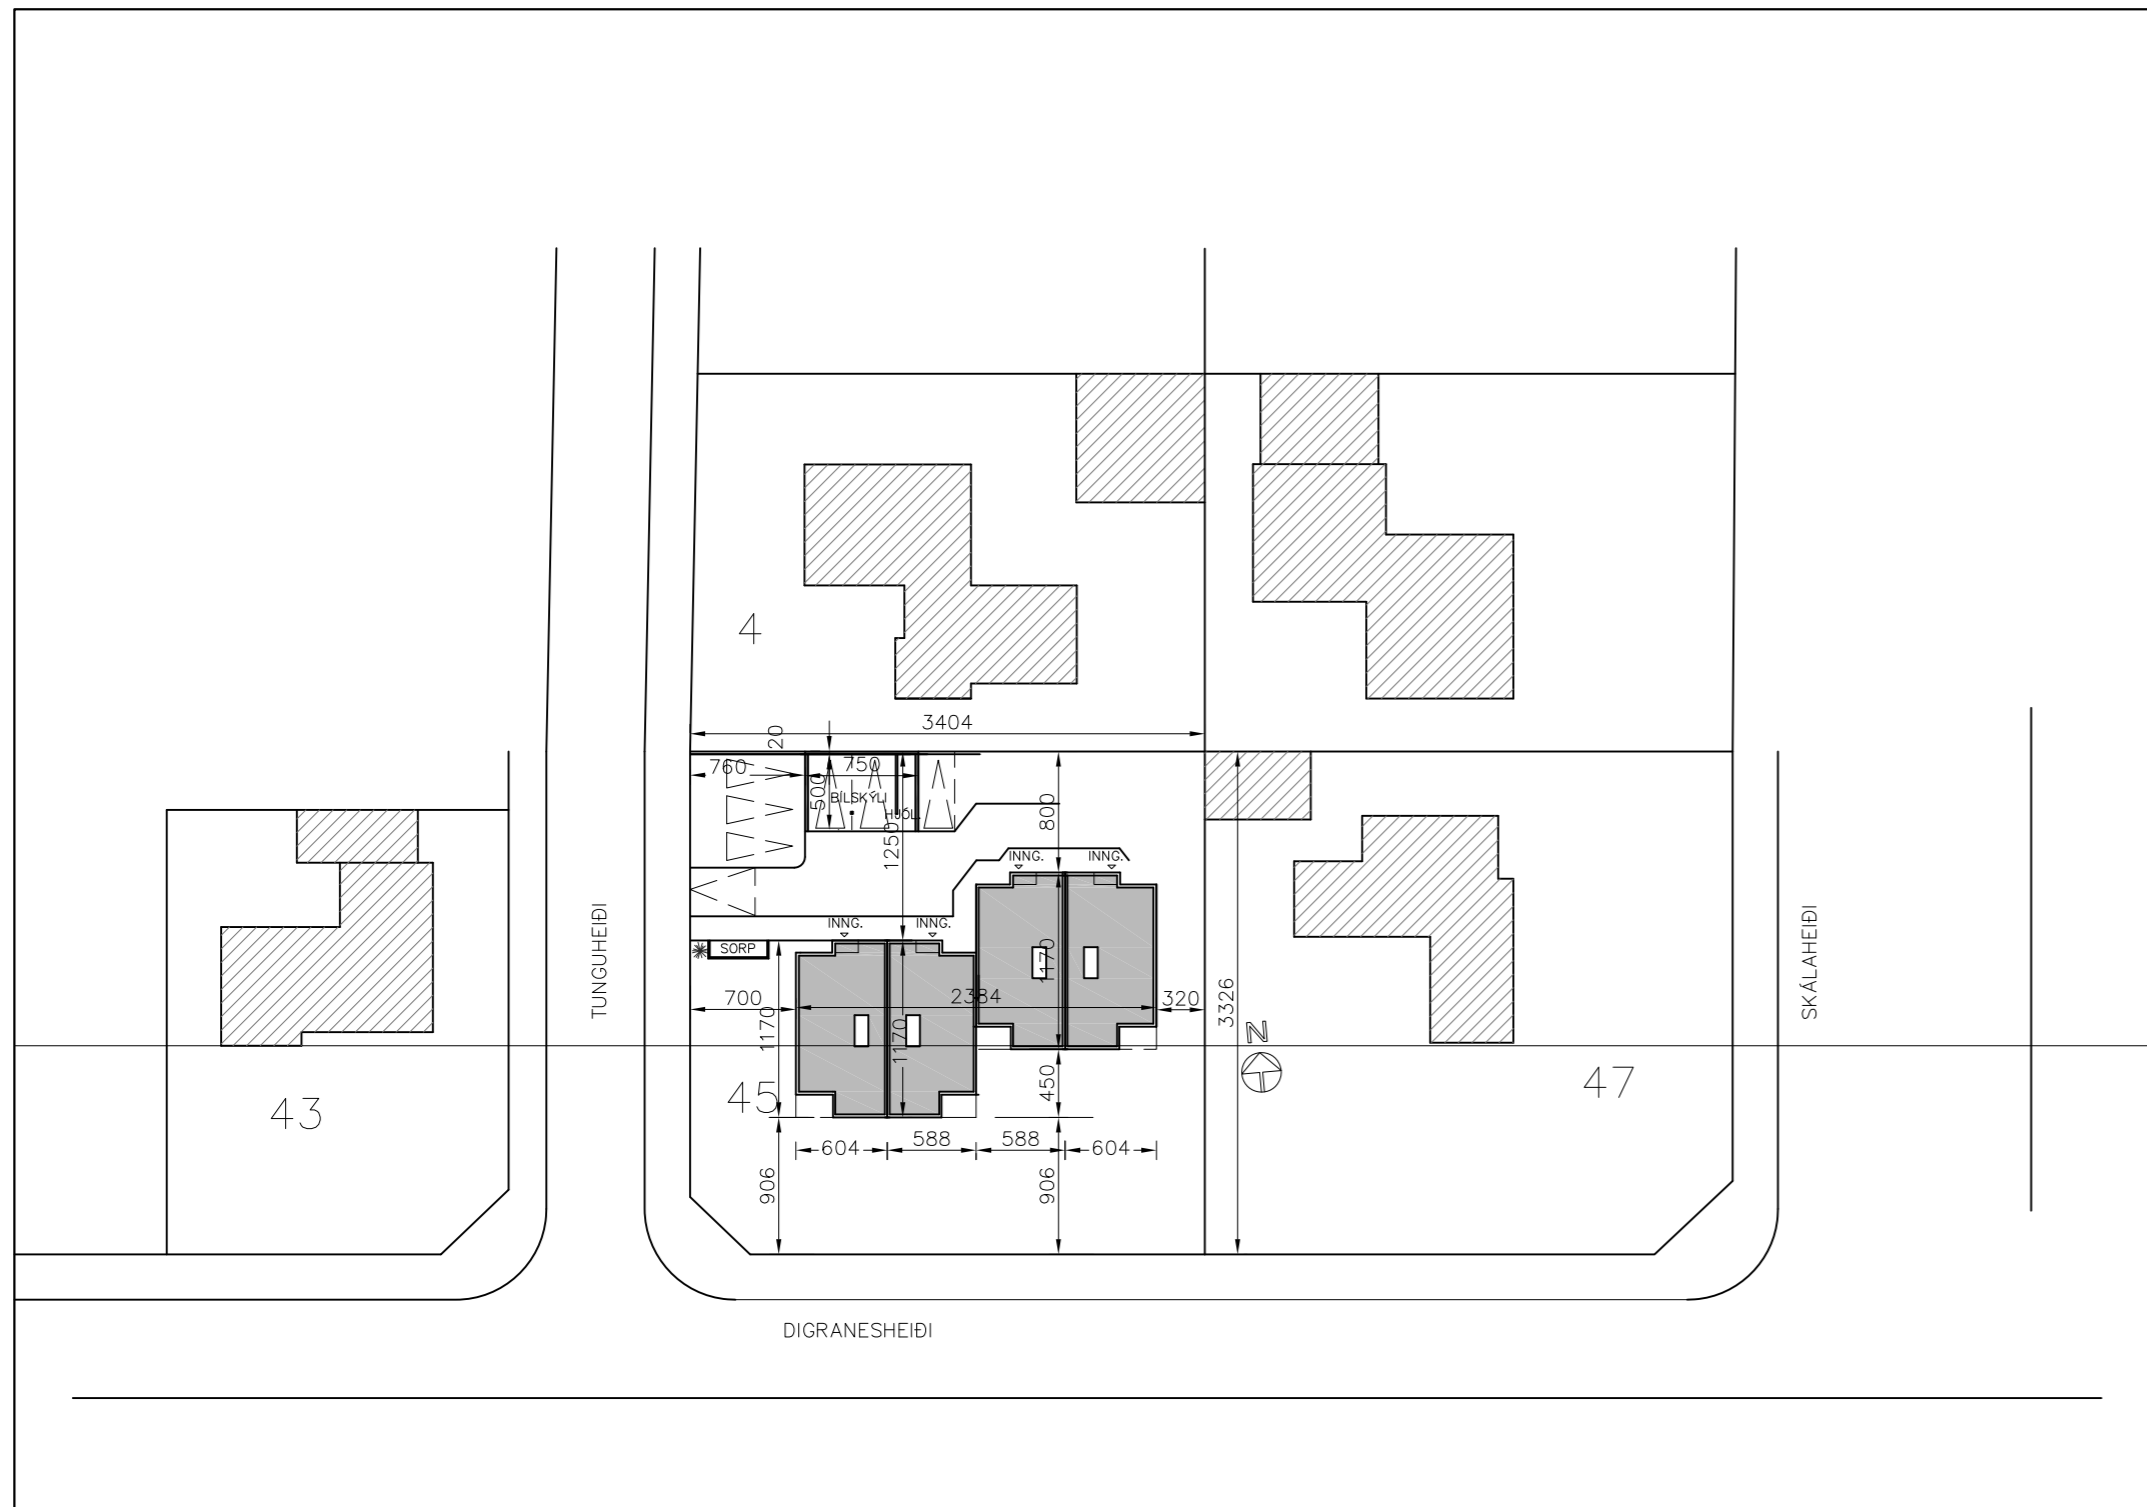 4
3404
20
760
750
500
BÍLSKÝLI
HJÓL.
1250
800
INNG.
INNG.
INNG.
INNG.
SORP
TUNGUHEIÐI
SKÁLAHEIÐI
700
2384
320
3326
1170
1170
1170
N
45
450
43
47
604
588
588
604
906
906
DIGRANESHEIÐI